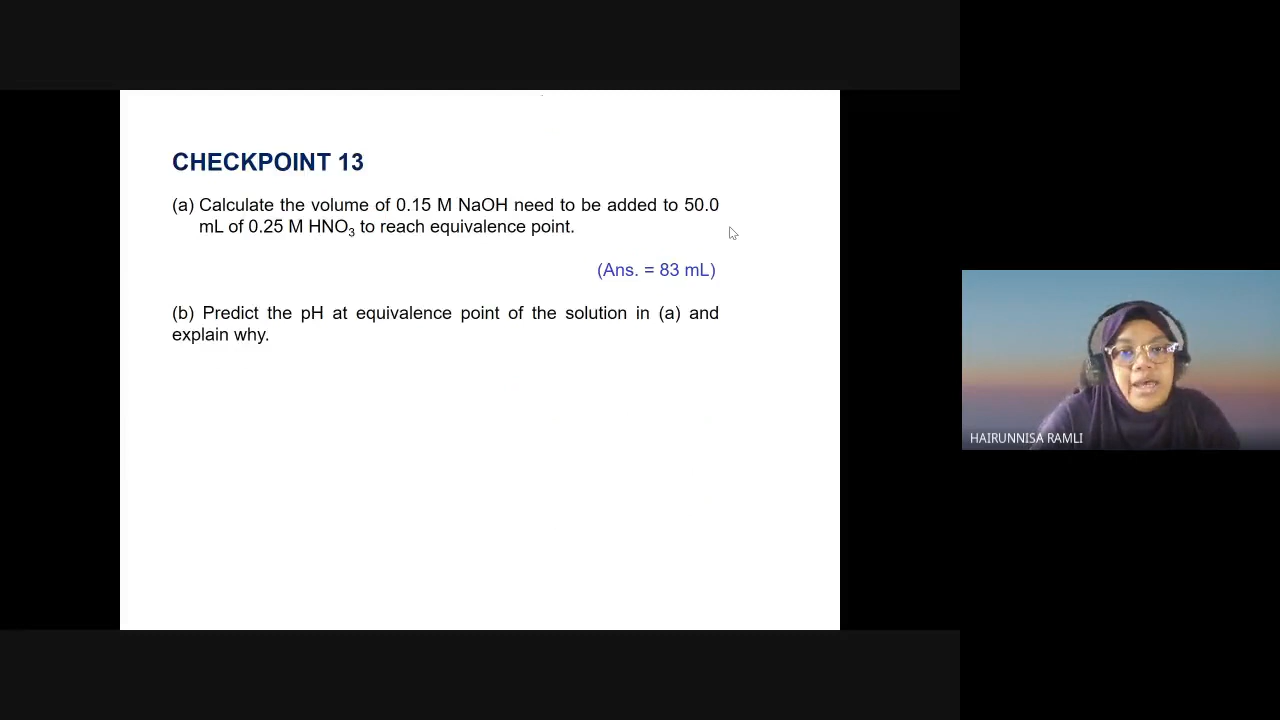 CHECKPOINT 13
(a) Calculate the volume of 0.15 M NaOH need to be added to 50.0
mL of 0.25 M HNO₃ to reach equivalence point.
(Ans. = 83 mL)
(b) Predict the pH at equivalence point of the solution in (a) and
explain why.
HAIRUNNISA RAMLI